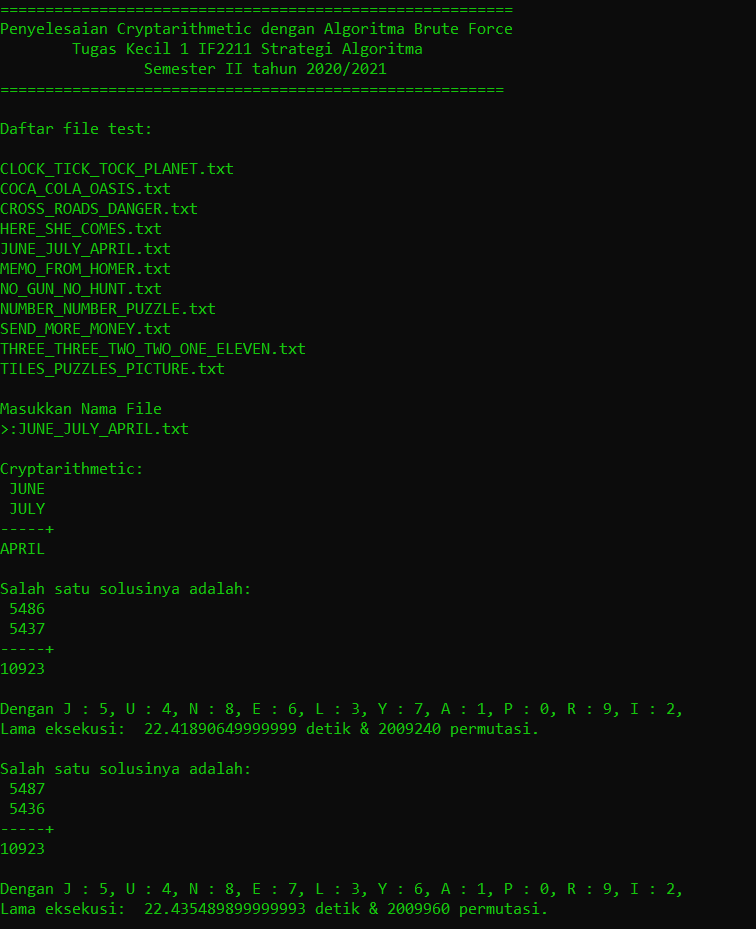 =========================================================
Penyelesaian Cryptarithmetic dengan Algoritma Brute Force
Tugas Kecil 1 IF2211 Strategi Algoritma
Semester II tahun 2020/2021
========================================================
Daftar file test:
CLOCK_TICK_TOCK_PLANET.txt
COCA_COLA_OASIS.txt
CROSS_ROADS_DANGER.txt
HERE_SHE_COMES.txt
JUNE_JULY_APRIL.txt
MEMO_FROM_HOMER.txt
NO_GUN_NO_HUNT.txt
NUMBER_NUMBER_PUZZLE.txt
SEND_MORE_MONEY.txt
THREE_THREE_TWO_TWO_ONE_ELEVEN.txt
TILES_PUZZLES_PICTURE.txt
Masukkan Nama File
>:JUNE_JULY_APRIL.txt
Cryptarithmetic:
JUNE
JULY
-----+
APRIL
Salah satu solusinya adalah:
5486
5437
-----+
10923
Dengan J : 5, U : 4, N : 8, E : 6, L : 3, Y : 7, A : 1, P : 0, R : 9, I : 2,
Lama eksekusi:  22.41890649999999 detik & 2009240 permutasi.
Salah satu solusinya adalah:
5487
5436
-----+
10923
Dengan J : 5, U : 4, N : 8, E : 7, L : 3, Y : 6, A : 1, P : 0, R : 9, I : 2,
Lama eksekusi:  22.435489899999993 detik & 2009960 permutasi.